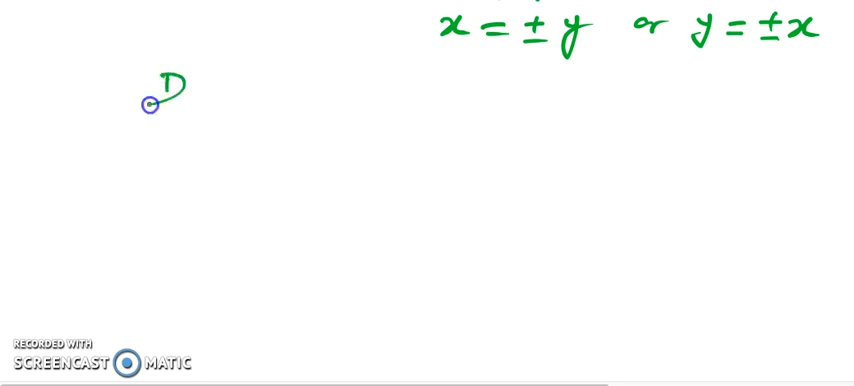 x = ± y or y = ± x
D
RECORDED WITH
SCREENCAST MATIC